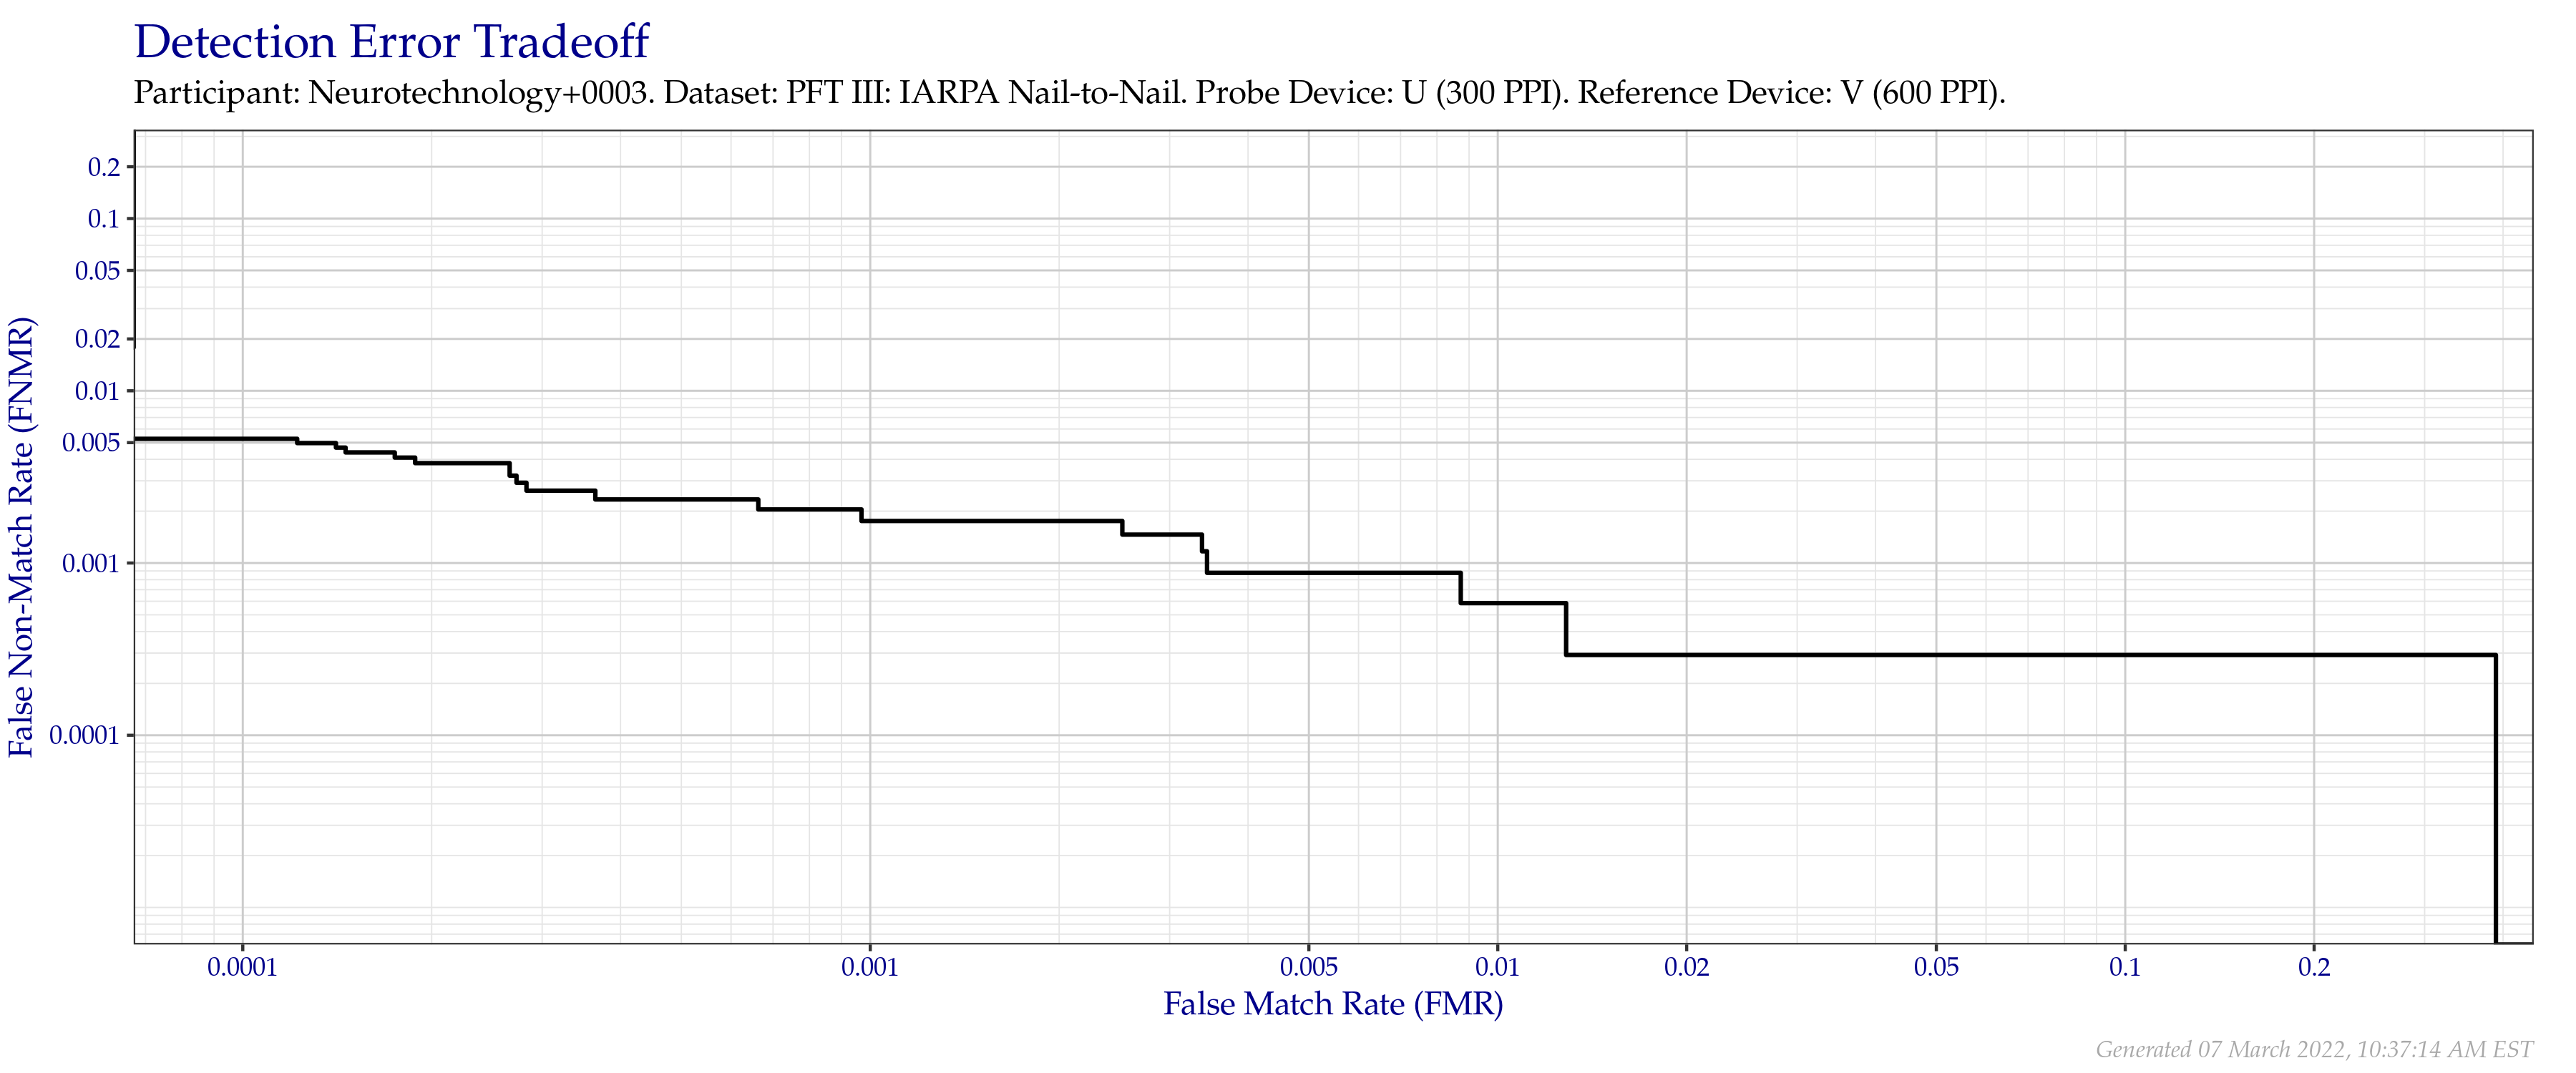 Detection Error Tradeoff
Participant: Neurotechnology+0003. Dataset: PFT III: IARPA Nail-to-Nail. Probe Device: U (300 PPI). Reference Device: V (600 PPI).
False Non-Match Rate (FNMR)
0.2
0.1
0.05
0.02
0.01
0.005
0.001
0.0001
0.0001 0.001 0.005 0.01 0.02 0.05 0.1 0.2
False Match Rate (FMR)
Generated 07 March 2022, 10:37:14 AM EST